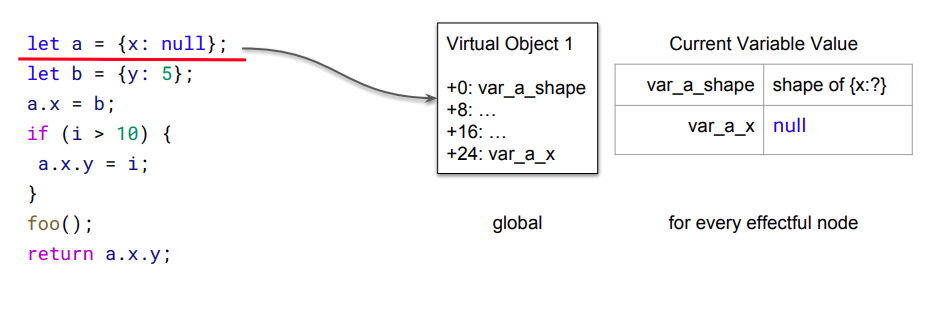 let a = {x: null};
let b = {y: 5};
a.x = b;
if (i > 10) {
 a.x.y = i;
}
foo();
return a.x.y;
Virtual Object 1
+0: var_a_shape
+8: ...
+16: ...
+24: var_a_x
global
Current Variable Value
var_a_shape shape of {x:?}
var_a_x null
for every effectful node